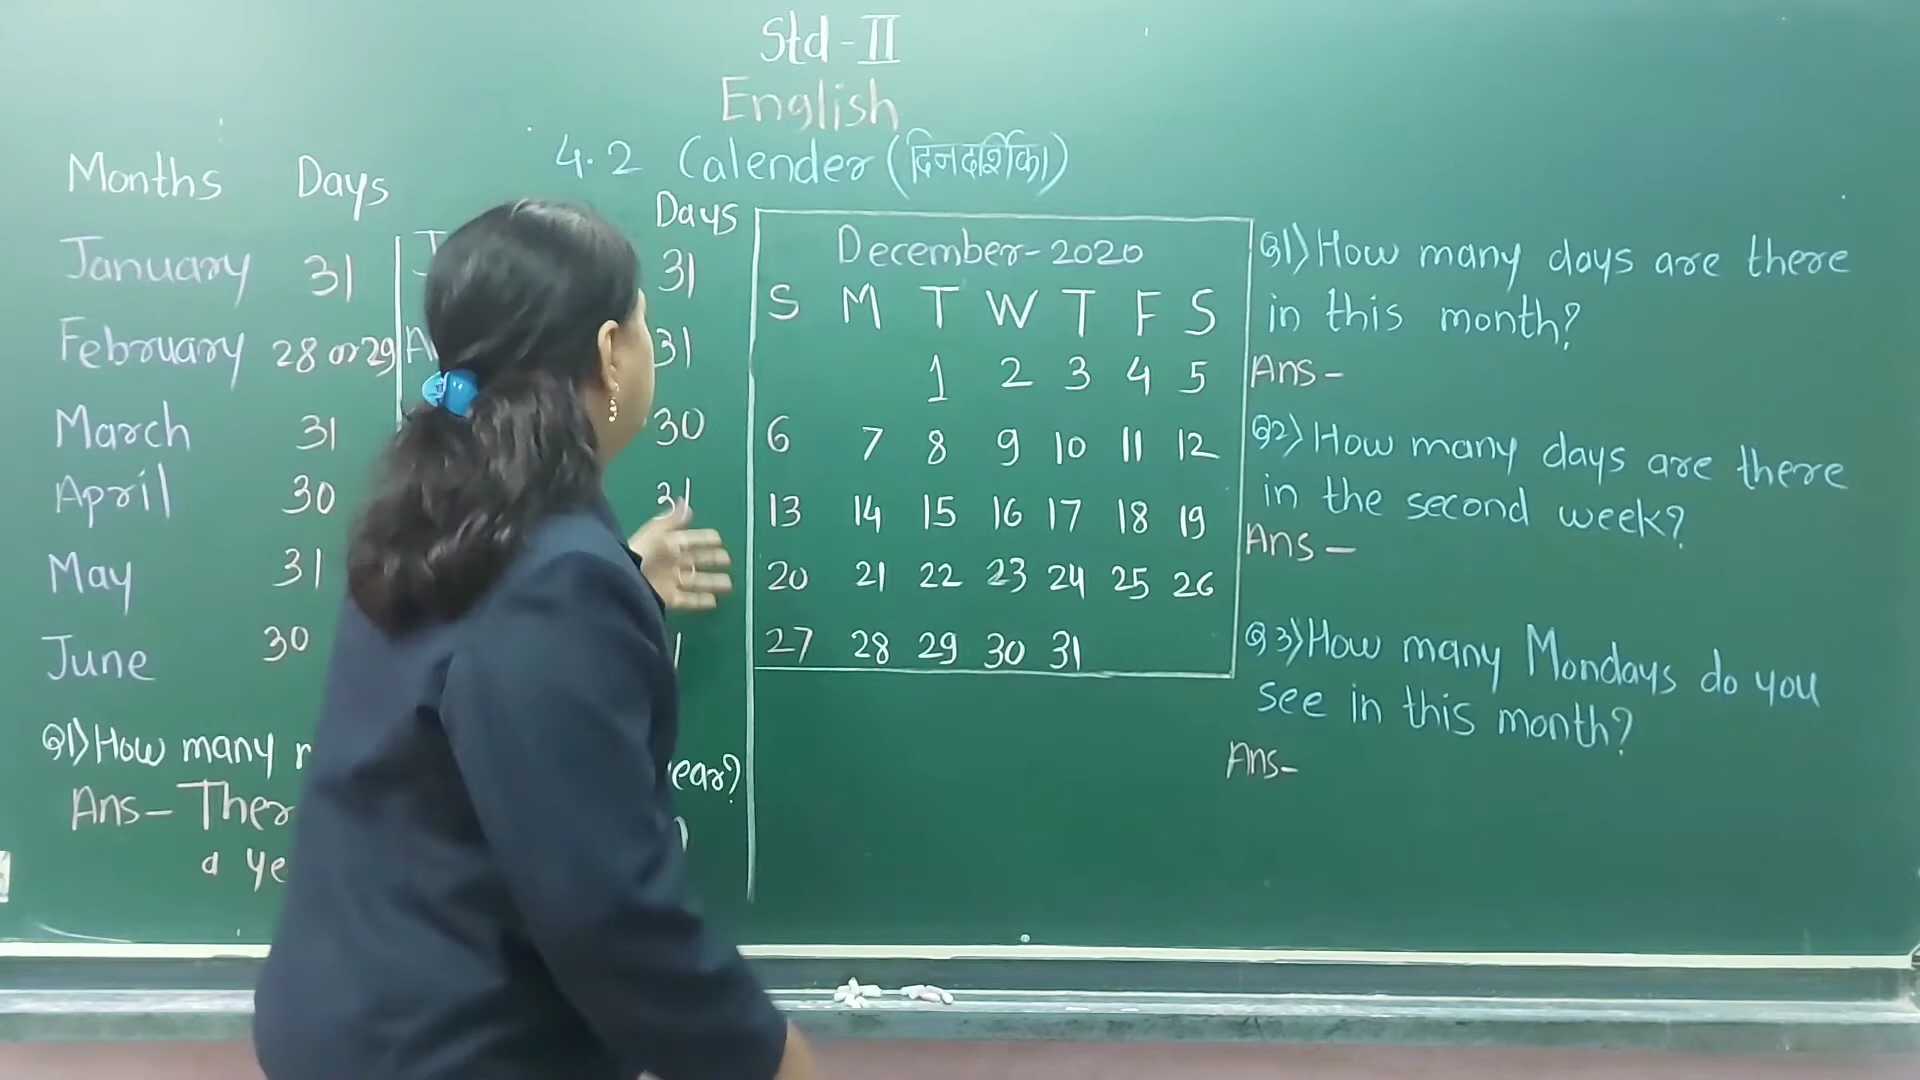 Std-II
English
4.2 Calender (दिनदर्शिका)
Months Days
January 31
February 28 or 29
March 31
April 30
May 31
June 30
Days
31
31
30
31
Q1) How many
Ans- Ther
a ye
ear?
December-2020
S M T W T F S
1 2 3 4 5
6 7 8 9 10 11 12
13 14 15 16 17 18 19
20 21 22 23 24 25 26
27 28 29 30 31
Q1) How many days are there
in this month?
Ans-
Q2) How many days are there
in the second week?
Ans-
Q3) How many Mondays do you
see in this month?
Ans-